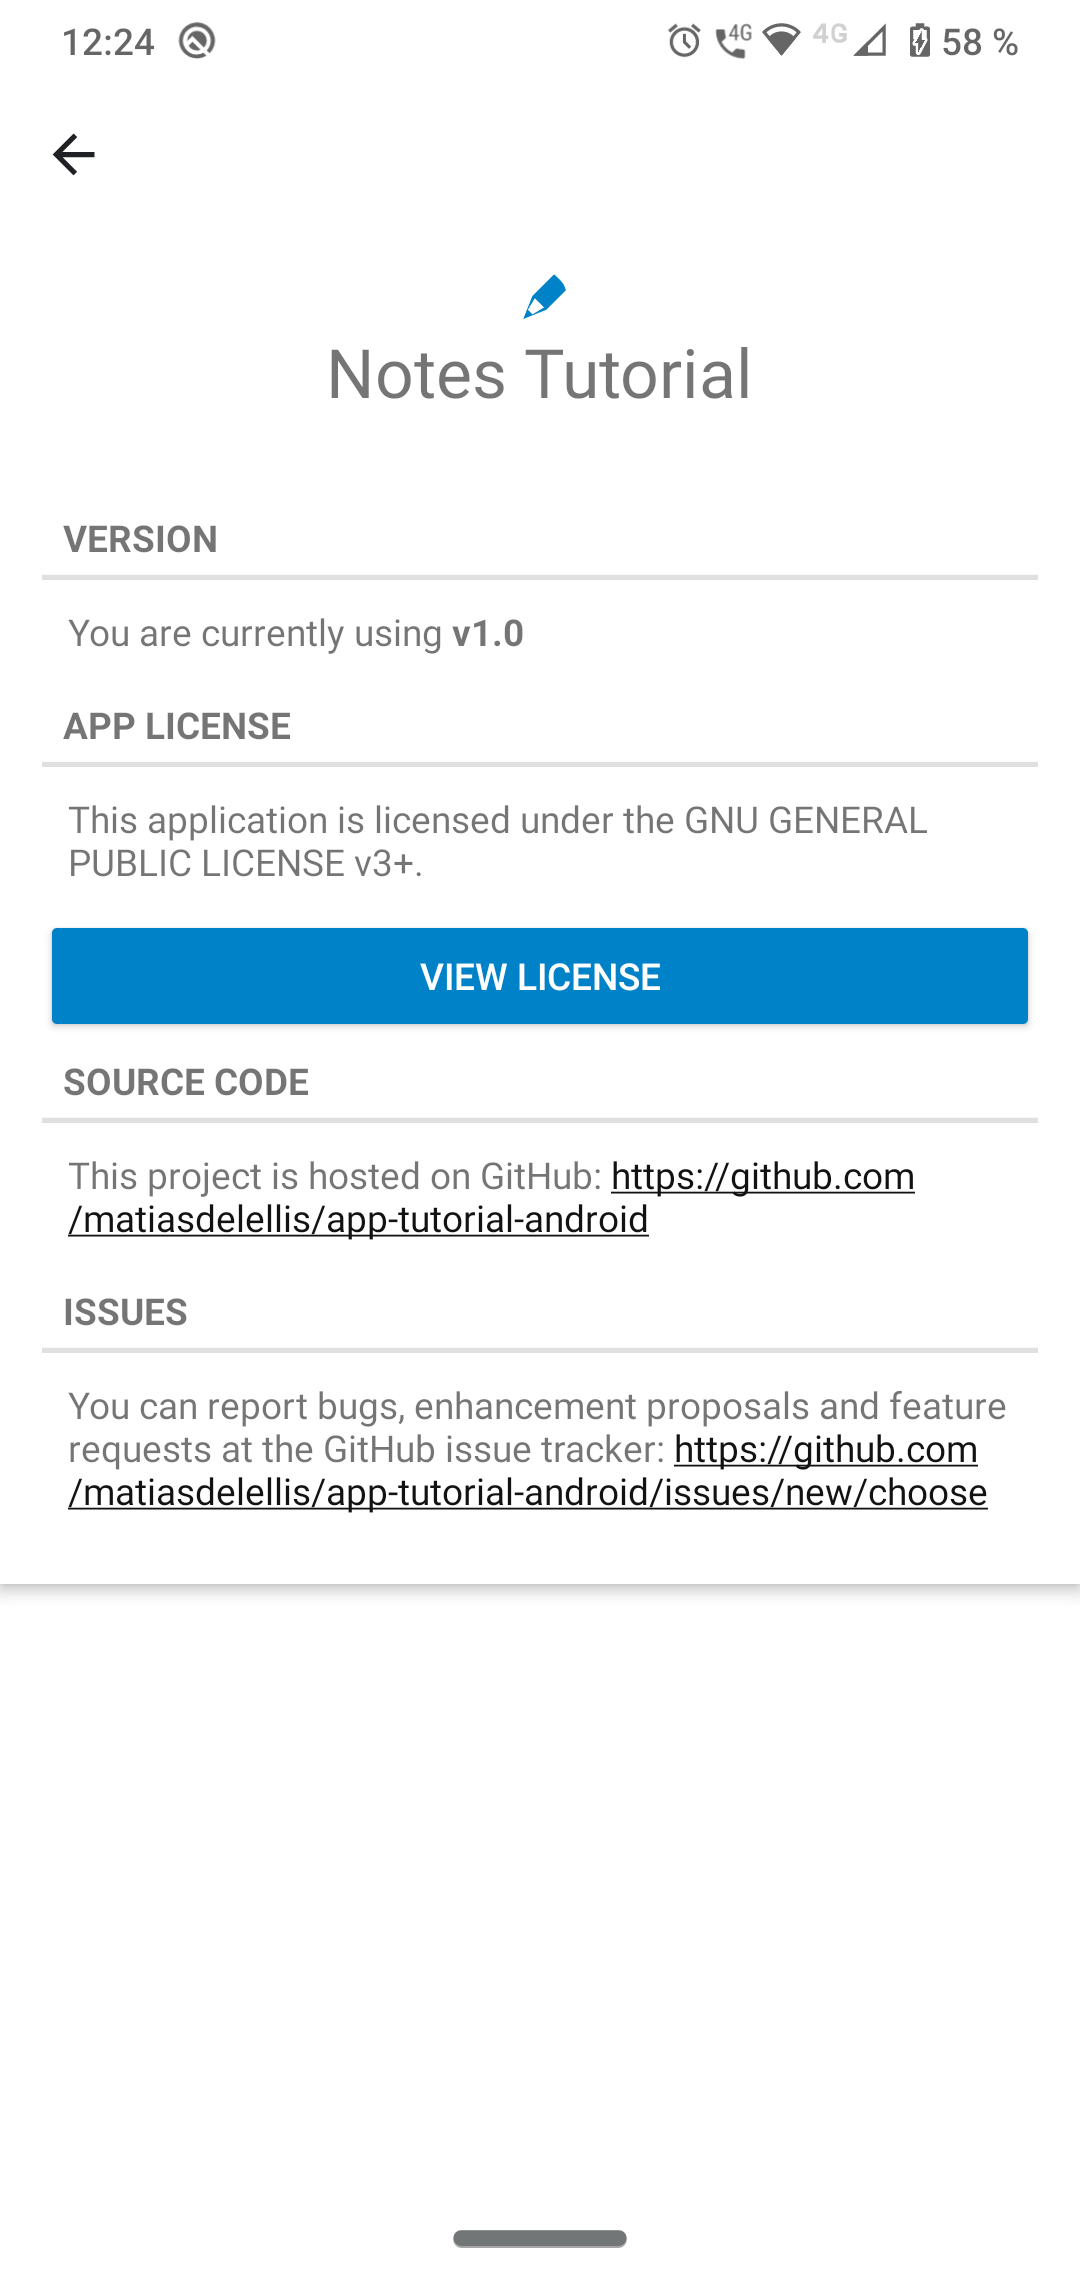 12:24
4G
4G
58 %
Notes Tutorial
VERSION
You are currently using v1.0
APP LICENSE
This application is licensed under the GNU GENERAL
PUBLIC LICENSE v3+.
VIEW LICENSE
SOURCE CODE
This project is hosted on GitHub: https://github.com
/matiasdelellis/app-tutorial-android
ISSUES
You can report bugs, enhancement proposals and feature
requests at the GitHub issue tracker: https://github.com
/matiasdelellis/app-tutorial-android/issues/new/choose